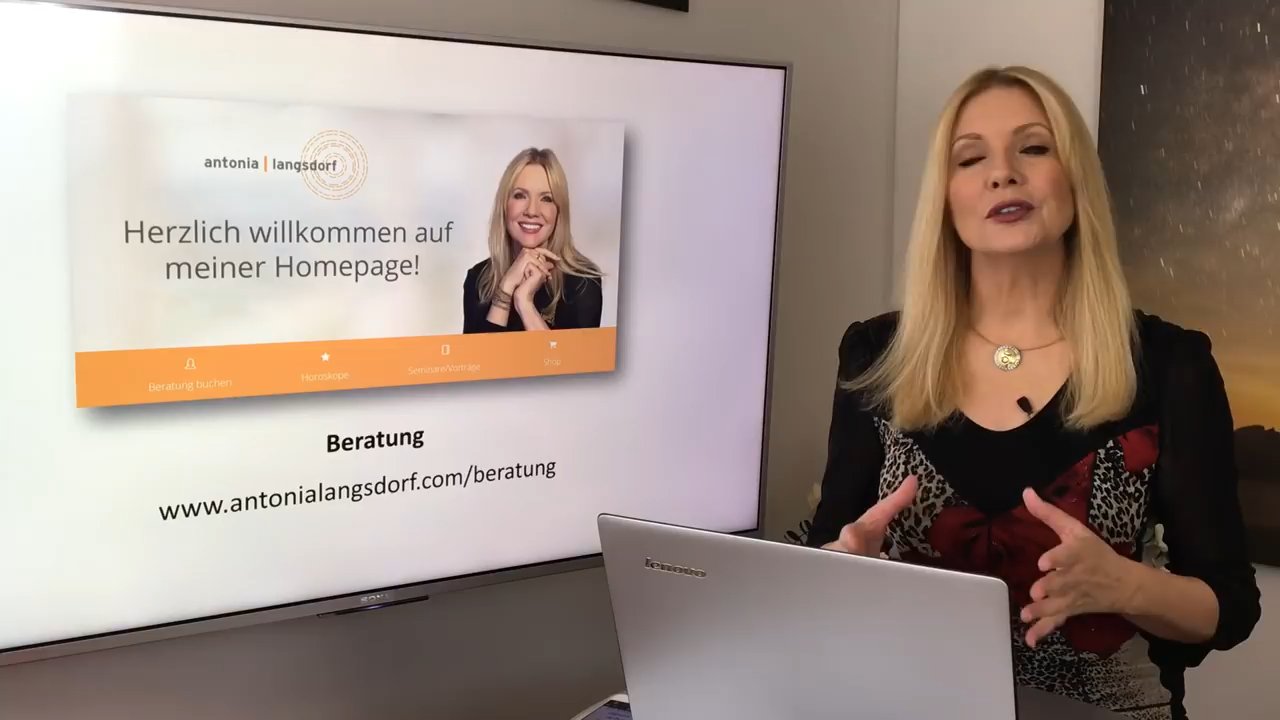 antonia | langsdorf
Herzlich willkommen auf
meiner Homepage!
Beratung buchen
Horoskope
Seminare/Vorträge
Shop
Beratung
www.antonialangsdorf.com/beratung
SONY
lenovo